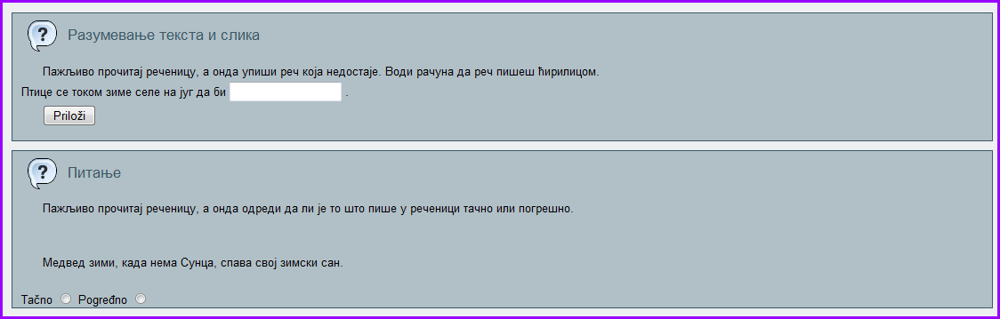 Разумевање текста и слика
Пажљиво прочитај реченицу, а онда упиши реч која недостаје. Води рачуна да реч пишеш ћирилицом.
Птице се током зиме селе на југ да би .
Priloži
Питање
Пажљиво прочитај реченицу, а онда одреди да ли је то што пише у реченици тачно или погрешно.
Медвед зими, када нема Сунца, спава свој зимски сан.
Tačno Pogređno